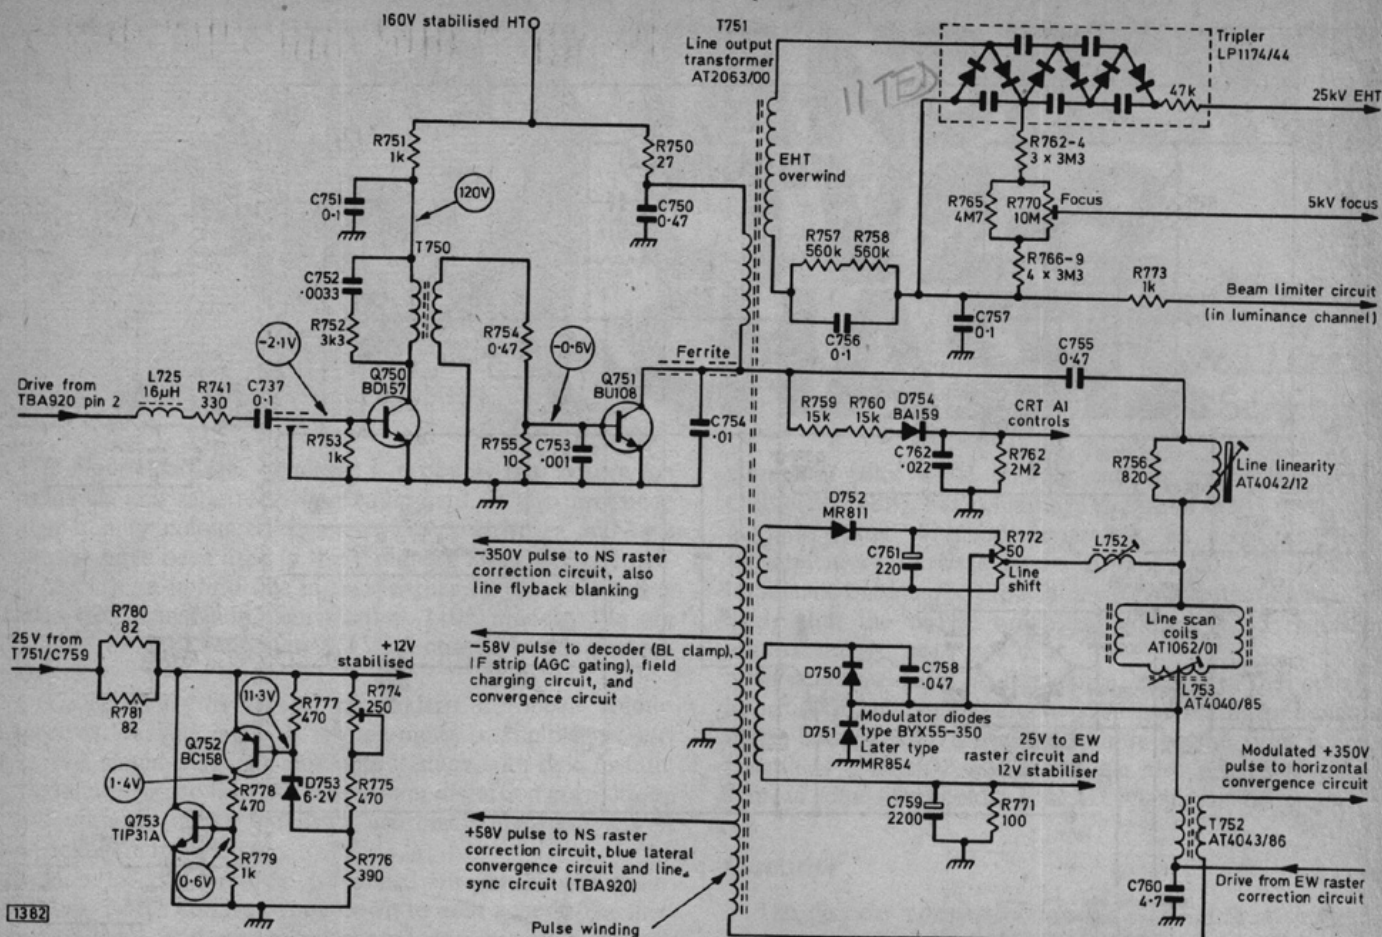 160V stabilised HT
T751
Line output
transformer
AT2063/00
Tripler
LP1174/44
11TED
47k
25kV EHT
R751
1k
R750
27
EHT
overwind
R762-4
3 x 3M3
C751
0·1
120V
C750
0·47
R765
4M7
R770
10M
Focus
5kV focus
T750
R757
560k
R758
560k
R766-9
4 x 3M3
R773
1k
C752
·0033
R752
3k3
R754
0·47
-0·6V
C756
0·1
C757
0·1
Beam limiter circuit
(in luminance channel)
-2·1V
Ferrite
C755
0·47
Drive from
TBA920 pin 2
L725
16µH
R741
330
C737
0·1
Q750
BD157
Q751
BU108
R753
1k
R755
10
C753
·001
C754
·01
R759
15k
R760
15k
D754
BA159
CRT A1
controls
C762
·022
R762
2M2
R756
820
Line linearity
AT4042/12
D752
MR811
-350V pulse to NS raster
correction circuit, also
line flyback blanking
C761
220
R772
50
Line
shift
L752
R780
82
25V from
T751/C759
R781
82
+12V
stabilised
-58V pulse to decoder (BL clamp),
IF strip (AGC gating), field
charging circuit, and
convergence circuit
Line scan
coils
AT1062/01
L753
AT4040/85
D750
C758
·047
D751
Modulator diodes
type BYX55-350
Later type
MR854
11·3V
R777
470
R774
250
Q752
BC158
1·4V
D753
6·2V
R775
470
R778
470
Q753
TIP31A
0·6V
R779
1k
R776
390
25V to EW
raster circuit and
12V stabiliser
C759
2200
R771
100
Modulated +350V
pulse to horizontal
convergence circuit
T752
AT4043/86
+58V pulse to NS raster
correction circuit, blue lateral
convergence circuit and line
sync circuit (TBA920)
C760
4·7
Drive from EW raster
correction circuit
1382
Pulse winding